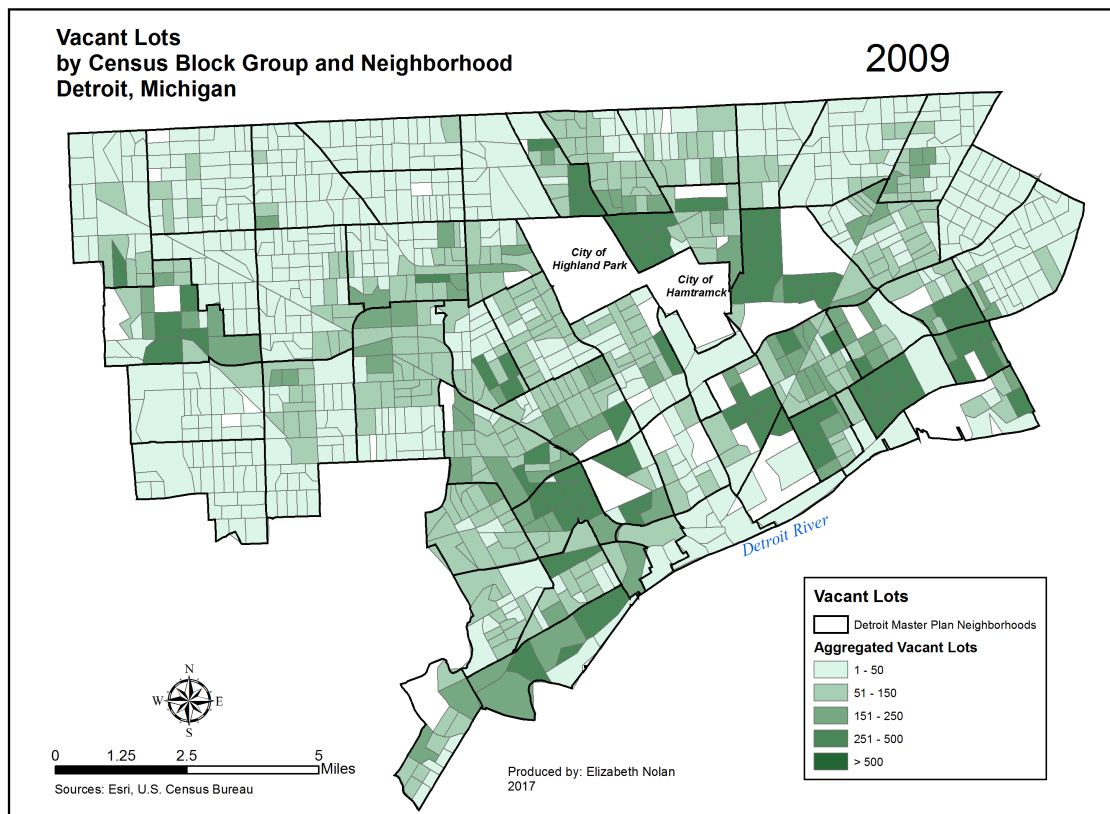 Vacant Lots
by Census Block Group and Neighborhood
Detroit, Michigan
2009
City of
Highland Park
City of
Hamtramck
Detroit River
Vacant Lots
Detroit Master Plan Neighborhoods
Aggregated Vacant Lots
1 - 50
51 - 150
151 - 250
251 - 500
> 500
N
W
E
S
0 1.25 2.5 5
Miles
Sources: Esri, U.S. Census Bureau
Produced by: Elizabeth Nolan
2017